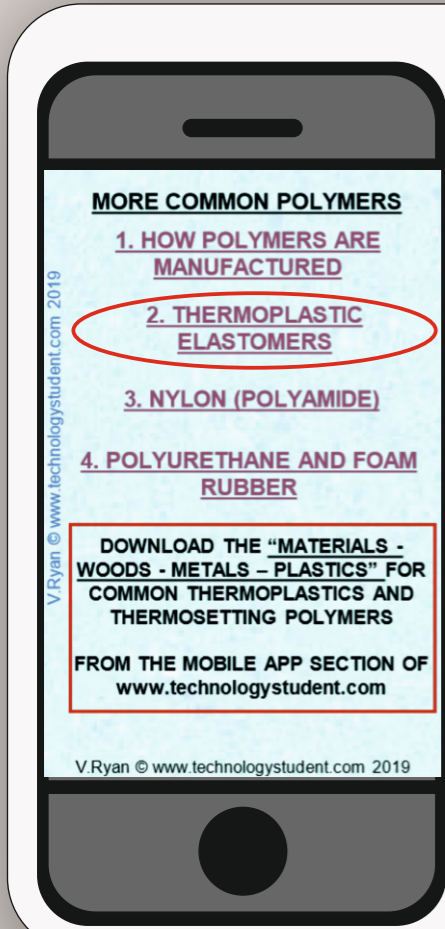 MORE COMMON POLYMERS
1. HOW POLYMERS ARE
MANUFACTURED
2. THERMOPLASTIC
ELASTOMERS
3. NYLON (POLYAMIDE)
4. POLYURETHANE AND FOAM
RUBBER
DOWNLOAD THE “MATERIALS -
WOODS - METALS – PLASTICS” FOR
COMMON THERMOPLASTICS AND
THERMOSETTING POLYMERS
FROM THE MOBILE APP SECTION OF
www.technologystudent.com
V.Ryan © www.technologystudent.com 2019
V.Ryan © www.technologystudent.com 2019